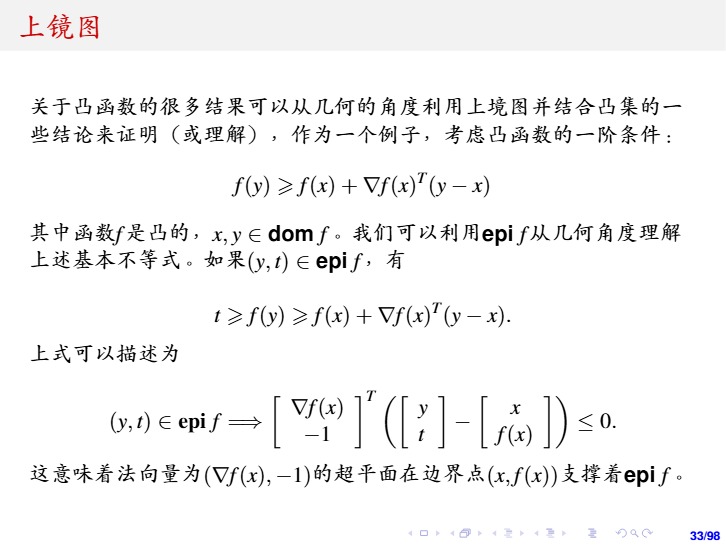 上镜图
关于凸函数的很多结果可以从几何的角度利用上境图并结合凸集的一
些结论来证明（或理解），作为一个例子，考虑凸函数的一阶条件：
f(y) ⩾ f(x) + ∇f(x)^T (y − x)
其中函数f是凸的，x, y ∈ dom f。我们可以利用epi f从几何角度理解
上述基本不等式。如果(y, t) ∈ epi f，有
t ⩾ f(y) ⩾ f(x) + ∇f(x)^T (y − x).
上式可以描述为
(y, t) ∈ epi f ⟹ [ ∇f(x) ; −1 ]^T ( [ y ; t ] − [ x ; f(x) ] ) ≤ 0.
这意味着法向量为(∇f(x), −1)的超平面在边界点(x, f(x))支撑着epi f。
33/98